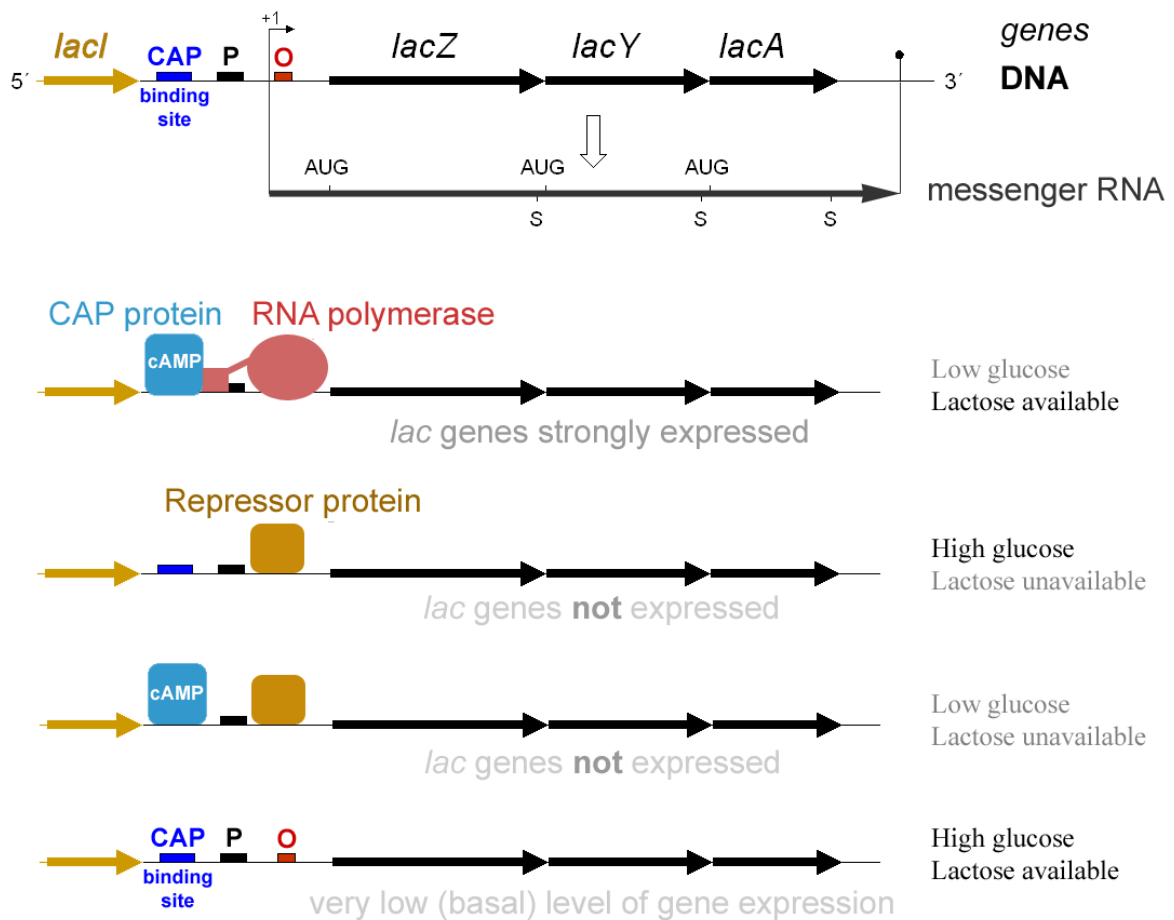 +1
lacI CAP P O lacZ lacY lacA genes
5´ 3´ DNA
binding
site
AUG AUG AUG
messenger RNA
S S S
CAP protein RNA polymerase
cAMP
Low glucose
Lactose available
lac genes strongly expressed
Repressor protein
High glucose
Lactose unavailable
lac genes not expressed
cAMP
Low glucose
Lactose unavailable
lac genes not expressed
CAP P O
High glucose
Lactose available
binding
site
very low (basal) level of gene expression